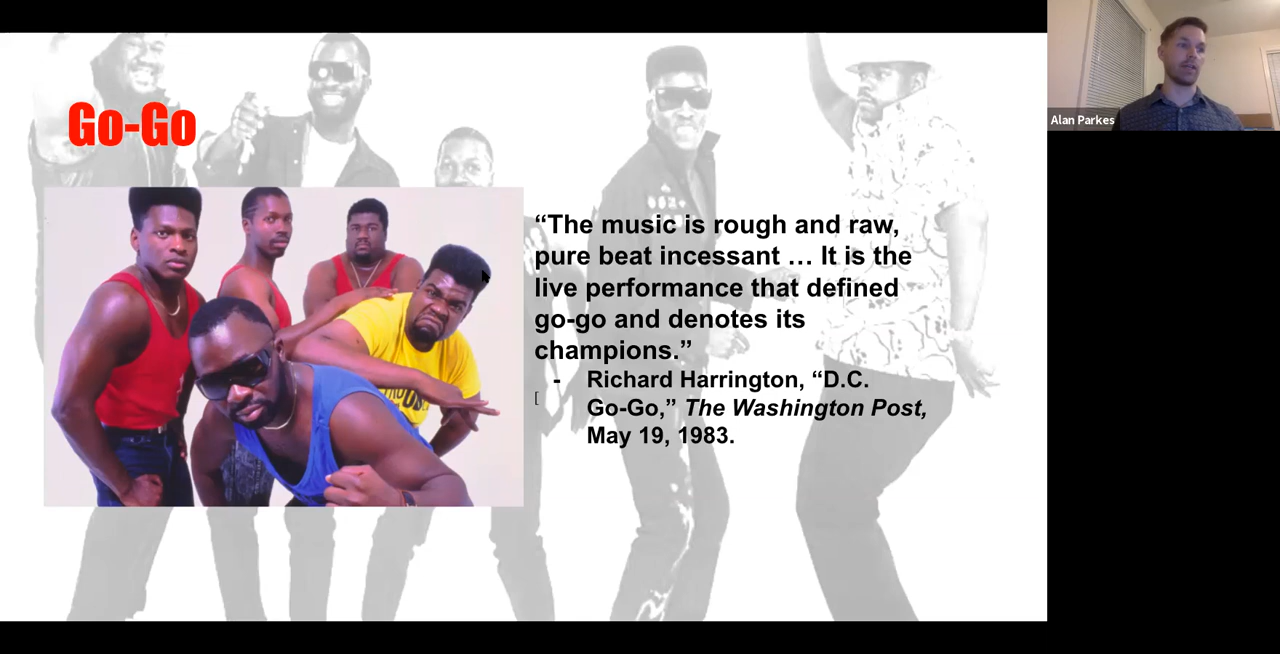 Go-Go
“The music is rough and raw,
pure beat incessant … It is the
live performance that defined
go-go and denotes its
champions.”
- Richard Harrington, “D.C.
Go-Go,” The Washington Post,
May 19, 1983.
[
Alan Parkes